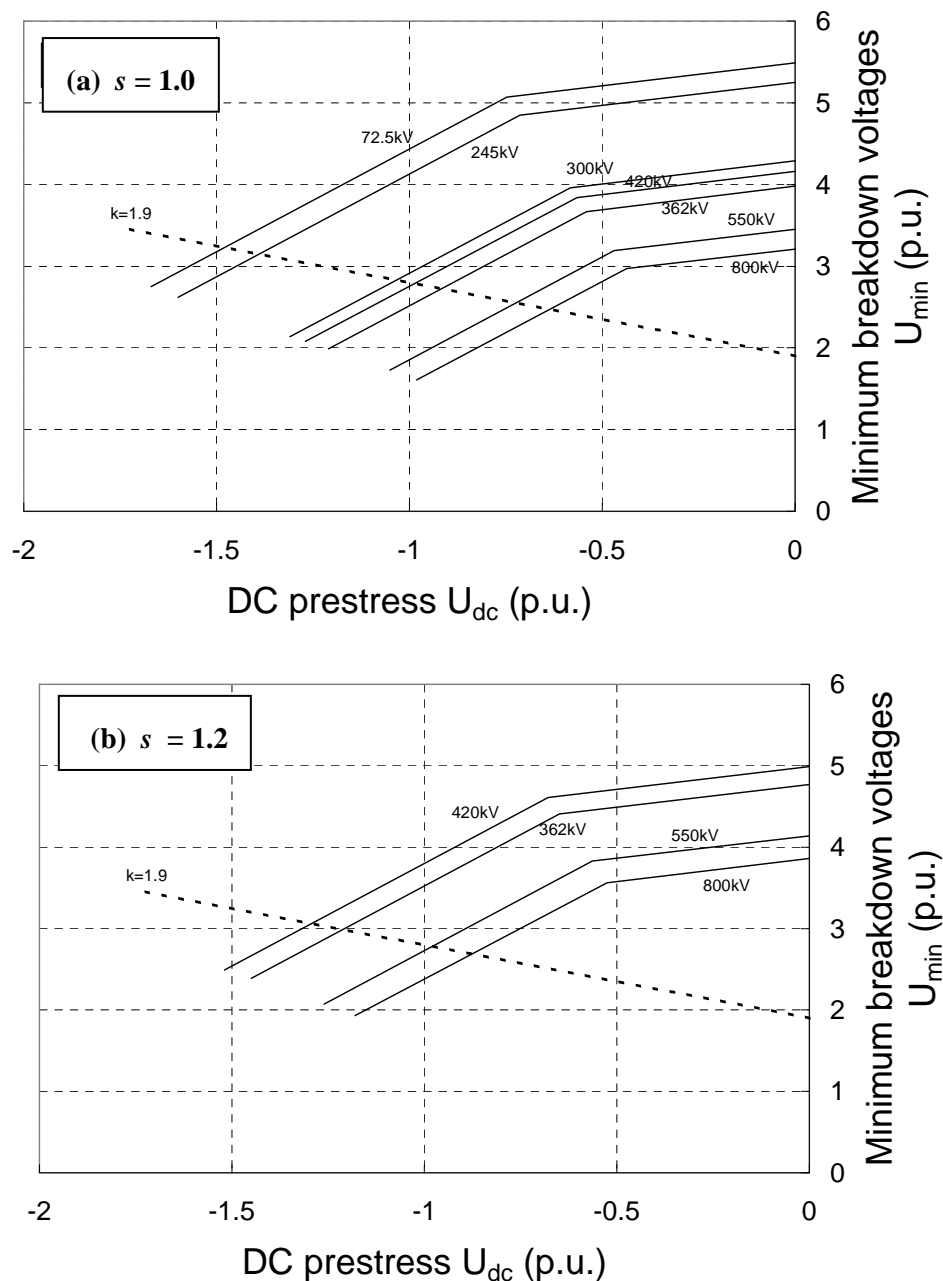 (a) s = 1.0
6
5
4
3
2
1
0
72.5kV
245kV
300kV
420kV
362kV
550kV
800kV
k=1.9
-2
-1.5
-1
-0.5
0
DC prestress Udc (p.u.)
Minimum breakdown voltages
Umin (p.u.)
(b) s = 1.2
6
5
4
3
2
1
0
420kV
362kV
550kV
800kV
k=1.9
-2
-1.5
-1
-0.5
0
DC prestress Udc (p.u.)
Minimum breakdown voltages
Umin (p.u.)